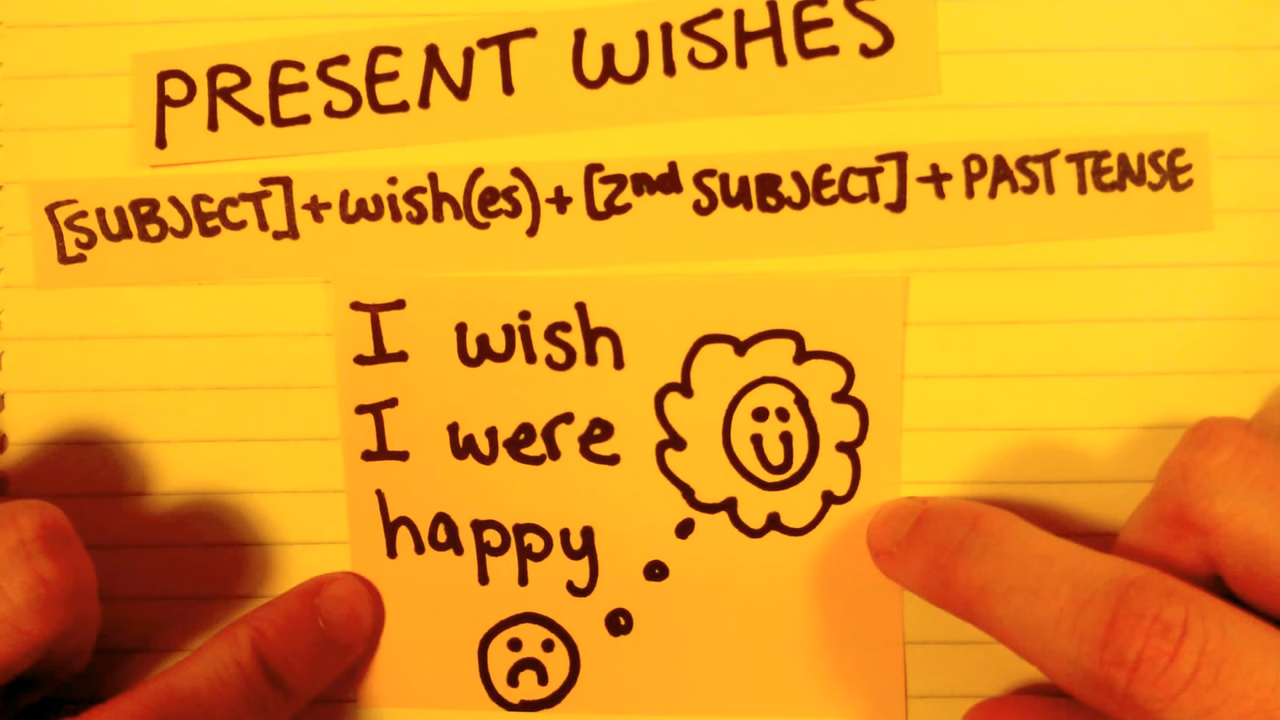 PRESENT WISHES
[SUBJECT]+wish(es)+[2nd SUBJECT]+PAST TENSE
I wish
I were
happy